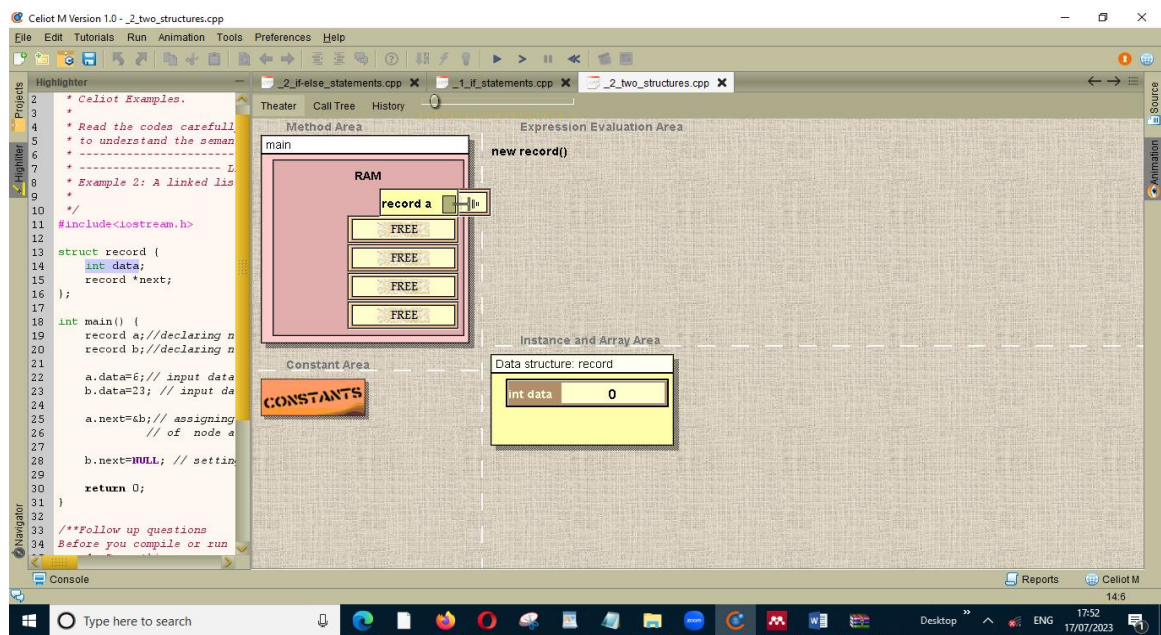 Celiot M Version 1.0 - _2_two_structures.cpp
File Edit Tutorials Run Animation Tools Preferences Help
Highlighter
_2_if-else_statements.cpp
_1_if_statements.cpp
_2_two_structures.cpp
Projects
Highlighter
Navigator
Source
Animation
Theater Call Tree History
2 * Celiot Examples.
3 *
4 * Read the codes carefull
5 * to understand the seman
6 * ----------------------
7 * -------------------- L
8 * Example 2: A linked lis
9 *
10 */
11 #include<iostream.h>
12
13 struct record {
14 int data;
15 record *next;
16 };
17
18 int main() {
19 record a;//declaring n
20 record b;//declaring n
21
22 a.data=6;// input data
23 b.data=23; // input da
24
25 a.next=&b;// assigning
26 // of node a
27
28 b.next=NULL; // settin
29
30 return 0;
31 }
32
33 /**Follow up questions
34 Before you compile or run
Method Area
main
RAM
record a
FREE
FREE
FREE
FREE
Expression Evaluation Area
new record()
Constant Area
CONSTANTS
Instance and Array Area
Data structure: record
int data 0
Console
Reports
Celiot M
14:6
Type here to search
zoom
Desktop
ENG
17:52
17/07/2023